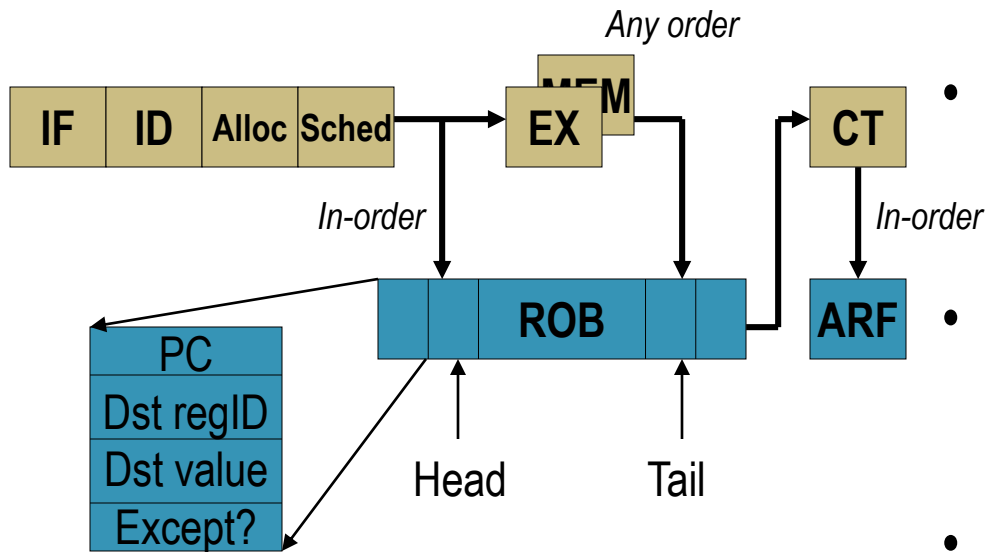 Any order
IF
ID
Alloc
Sched
EX
MEM
CT
In-order
In-order
ROB
ARF
PC
Dst regID
Dst value
Except?
Head
Tail
•
•
•